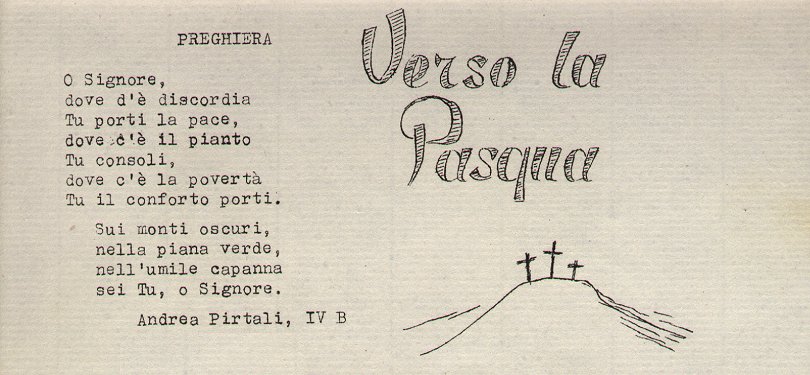 PREGHIERA
O Signore,
dove d'è discordia
Tu porti la pace,
dove c'è il pianto
Tu consoli,
dove c'è la povertà
Tu il conforto porti.
Sui monti oscuri,
nella piana verde,
nell'umile capanna
sei Tu, o Signore.
Andrea Pirtali, IV B
Verso la
Pasqua